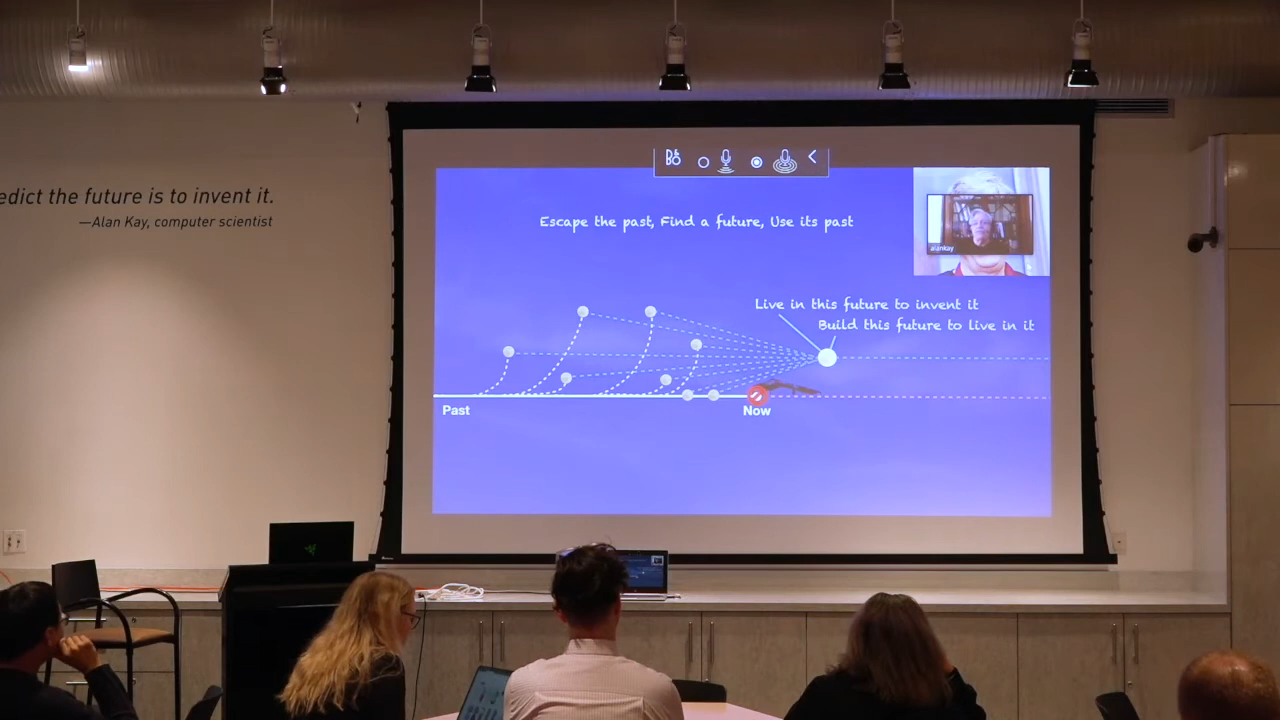 edict the future is to invent it.
—Alan Kay, computer scientist
Escape the past, Find a future, Use its past
alankay
Live in this future to invent it
Build this future to live in it
Past
Now